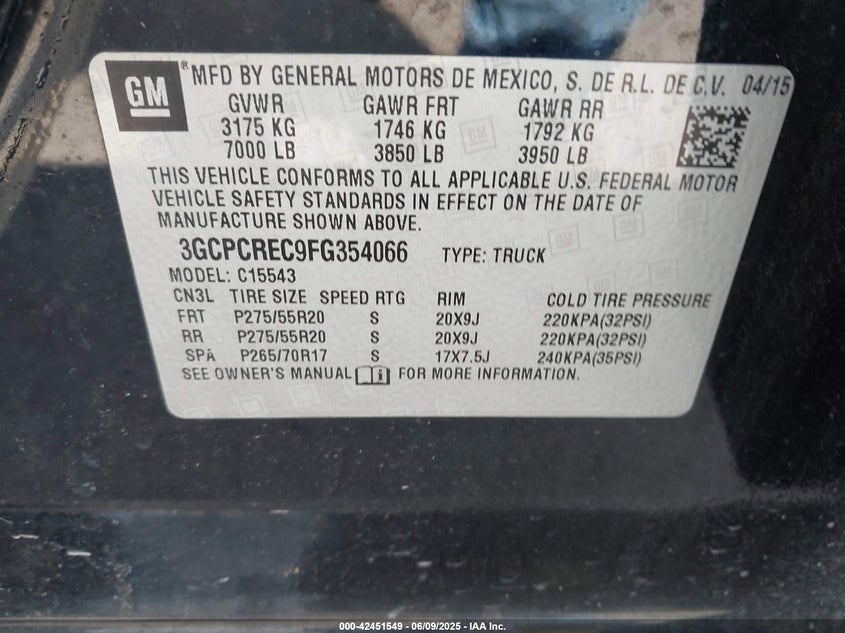 GM ® MFD BY GENERAL MOTORS DE MEXICO, S. DE R.L. DE C.V. 04/15
GVWR GAWR FRT GAWR RR
3175 KG 1746 KG 1792 KG
7000 LB 3850 LB 3950 LB
THIS VEHICLE CONFORMS TO ALL APPLICABLE U.S. FEDERAL MOTOR
VEHICLE SAFETY STANDARDS IN EFFECT ON THE DATE OF
MANUFACTURE SHOWN ABOVE.
3GCPCREC9FG354066 TYPE: TRUCK
MODEL: C15543
CN3L TIRE SIZE SPEED RTG RIM COLD TIRE PRESSURE
FRT P275/55R20 S 20X9J 220KPA(32PSI)
RR P275/55R20 S 20X9J 220KPA(32PSI)
SPA P265/70R17 S 17X7.5J 240KPA(35PSI)
SEE OWNER'S MANUAL FOR MORE INFORMATION.
000-42451549 06/09/2025 - IAA Inc.